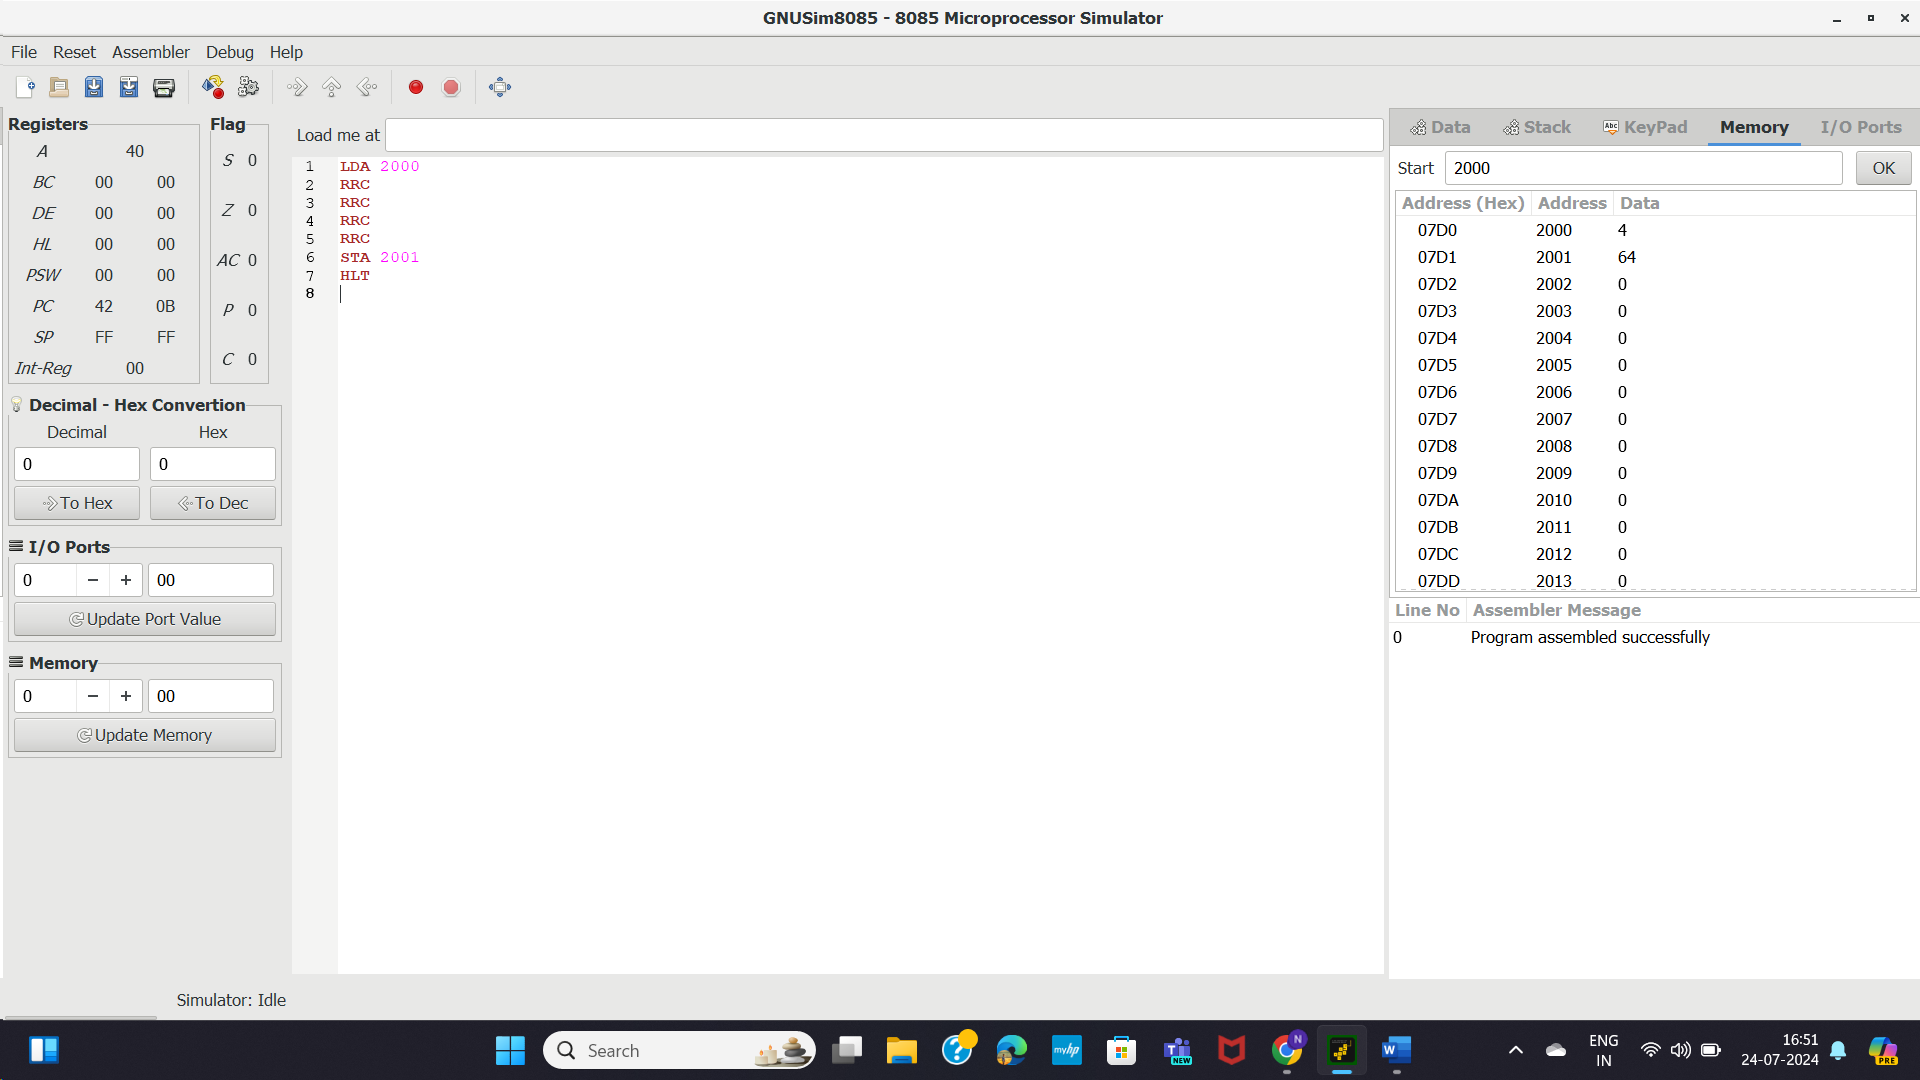 GNUSim8085 - 8085 Microprocessor Simulator
File Reset Assembler Debug Help
Registers
A 40
BC 00 00
DE 00 00
HL 00 00
PSW 00 00
PC 42 0B
SP FF FF
Int-Reg 00
Flag
S 0
Z 0
AC 0
P 0
C 0
Decimal - Hex Convertion
Decimal Hex
0 0
To Hex To Dec
I/O Ports
0 − + 00
Update Port Value
Memory
0 − + 00
Update Memory
Load me at
1 LDA 2000
2 RRC
3 RRC
4 RRC
5 RRC
6 STA 2001
7 HLT
8
Data Stack Abc KeyPad Memory I/O Ports
Start 2000 OK
Address (Hex) Address Data
07D0 2000 4
07D1 2001 64
07D2 2002 0
07D3 2003 0
07D4 2004 0
07D5 2005 0
07D6 2006 0
07D7 2007 0
07D8 2008 0
07D9 2009 0
07DA 2010 0
07DB 2011 0
07DC 2012 0
07DD 2013 0
Line No Assembler Message
0 Program assembled successfully
Simulator: Idle
Search
myhp
NEW
N
W
ENG
IN
16:51
24-07-2024
PRE